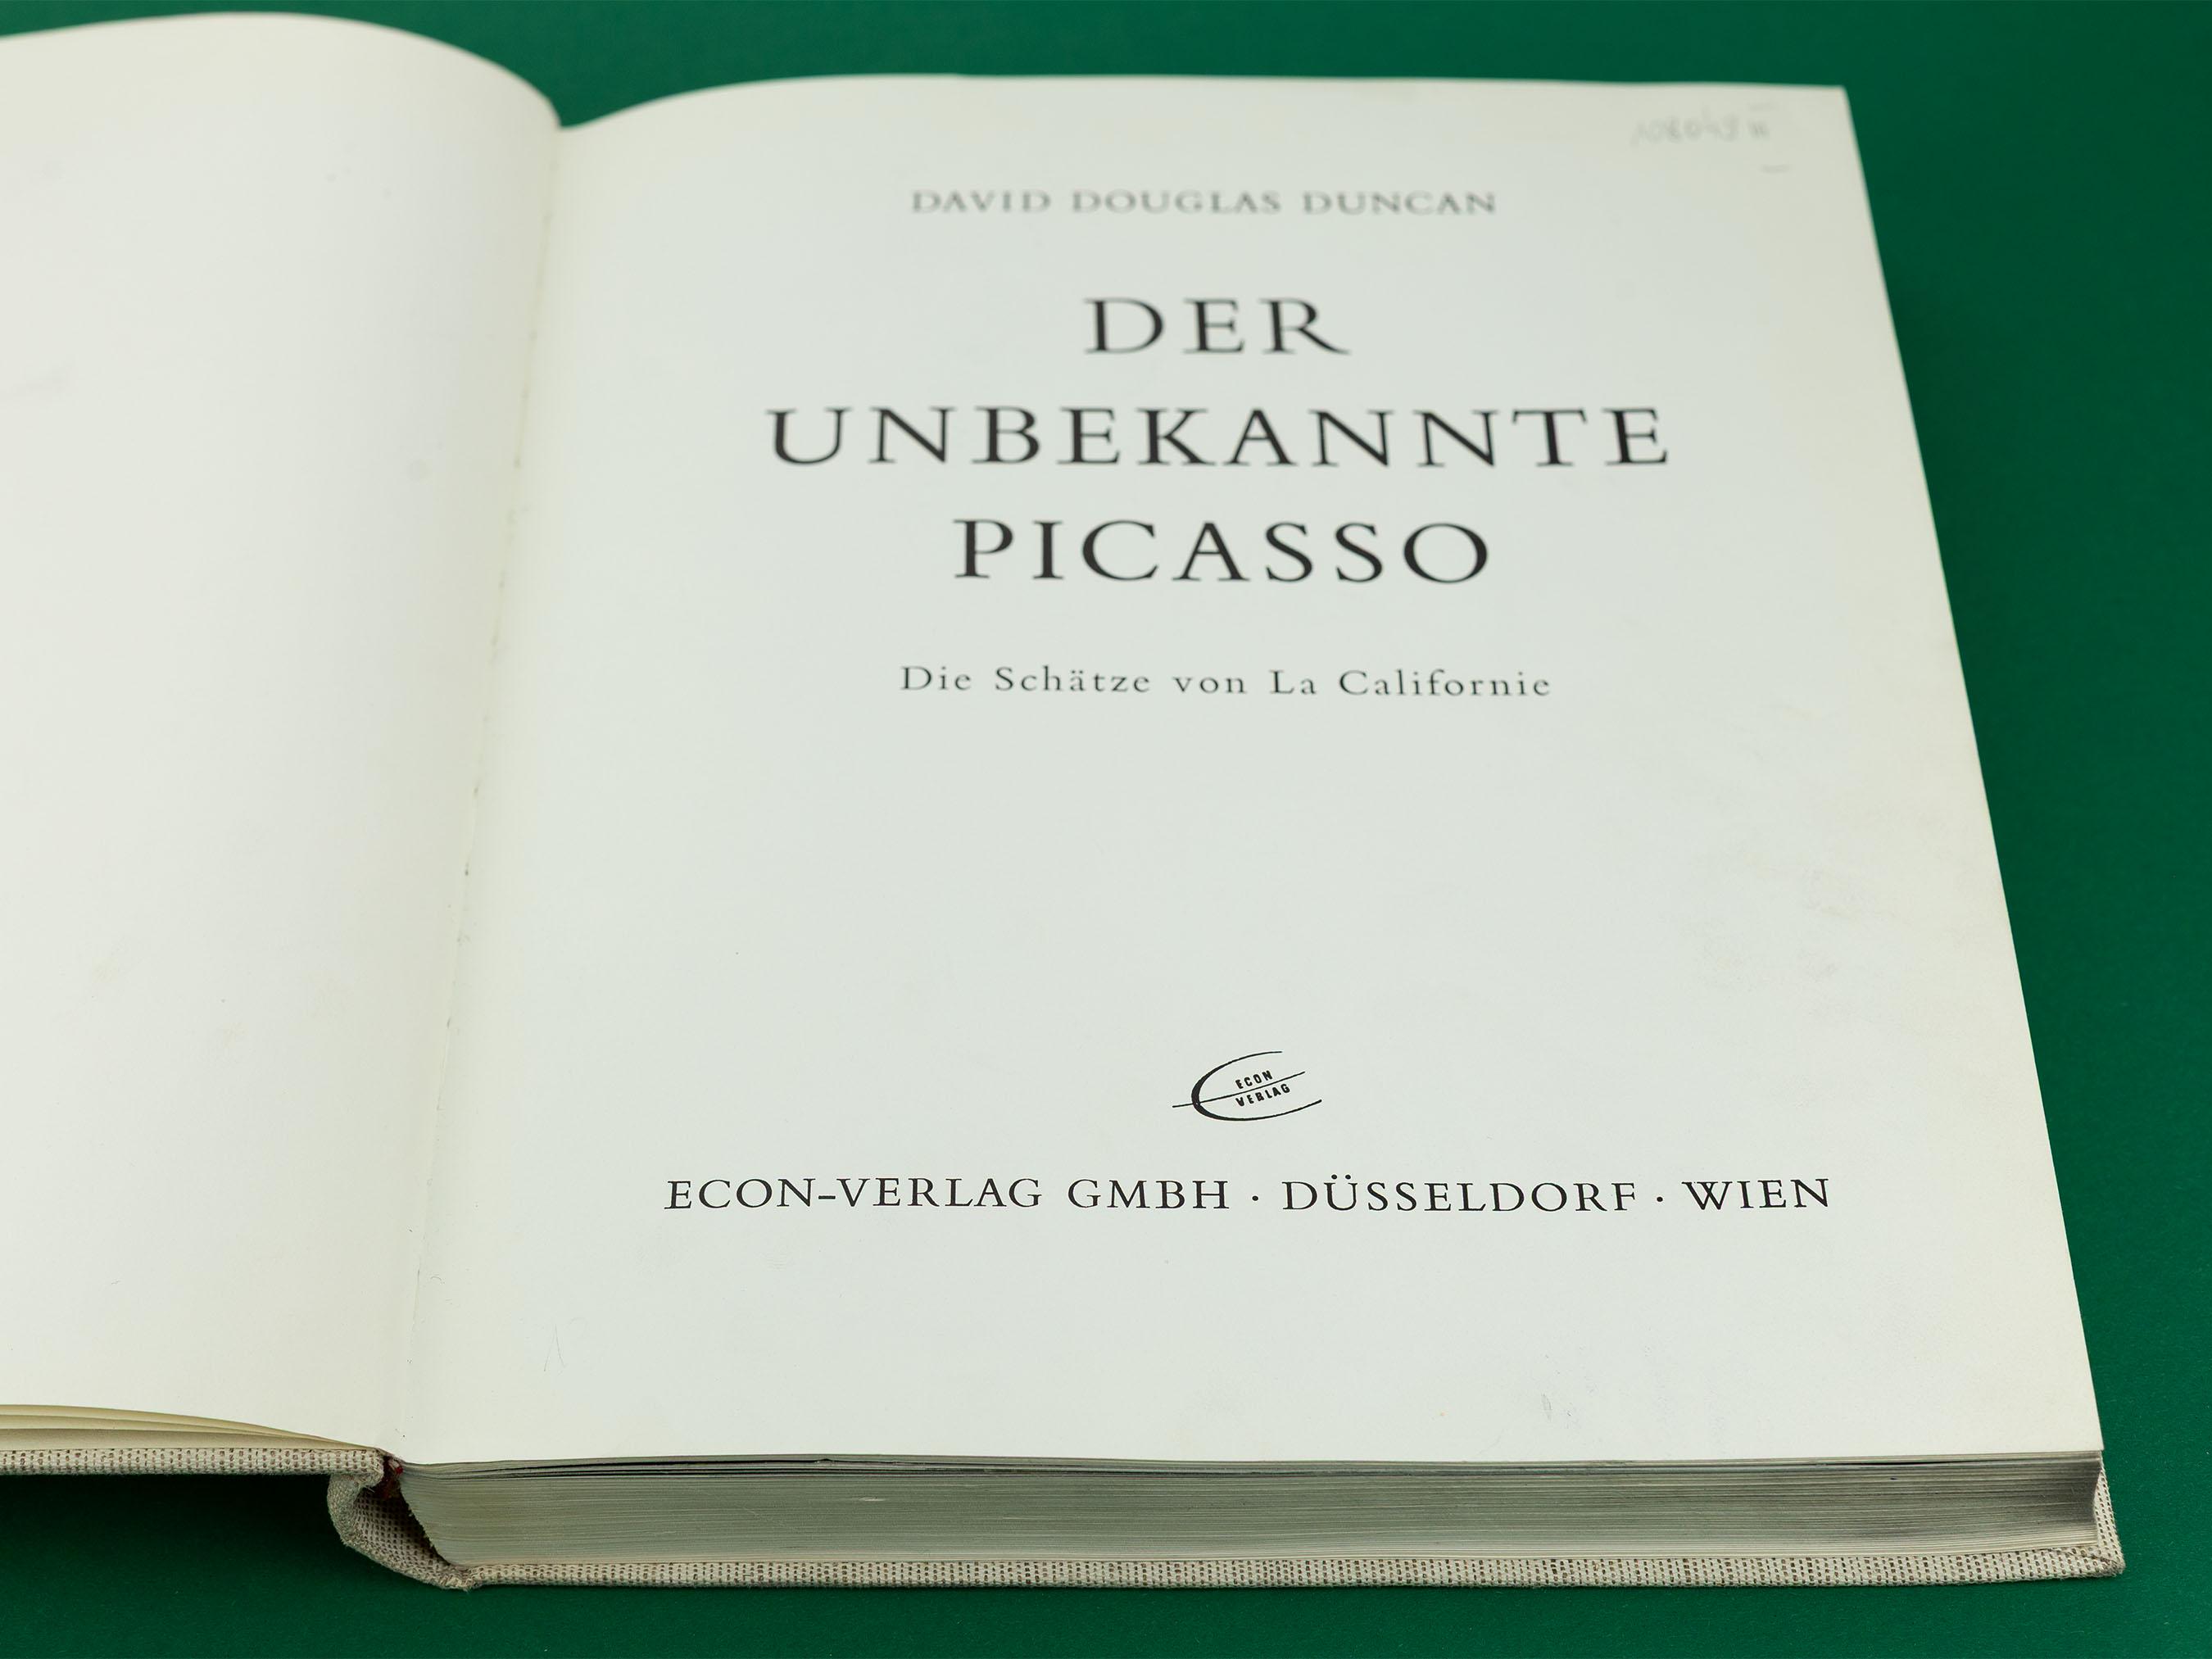 DAVID DOUGLAS DUNCAN
DER
UNBEKANNTE
PICASSO
Die Schätze von La Californie
ECON
VERLAG
ECON-VERLAG GMBH · DÜSSELDORF · WIEN